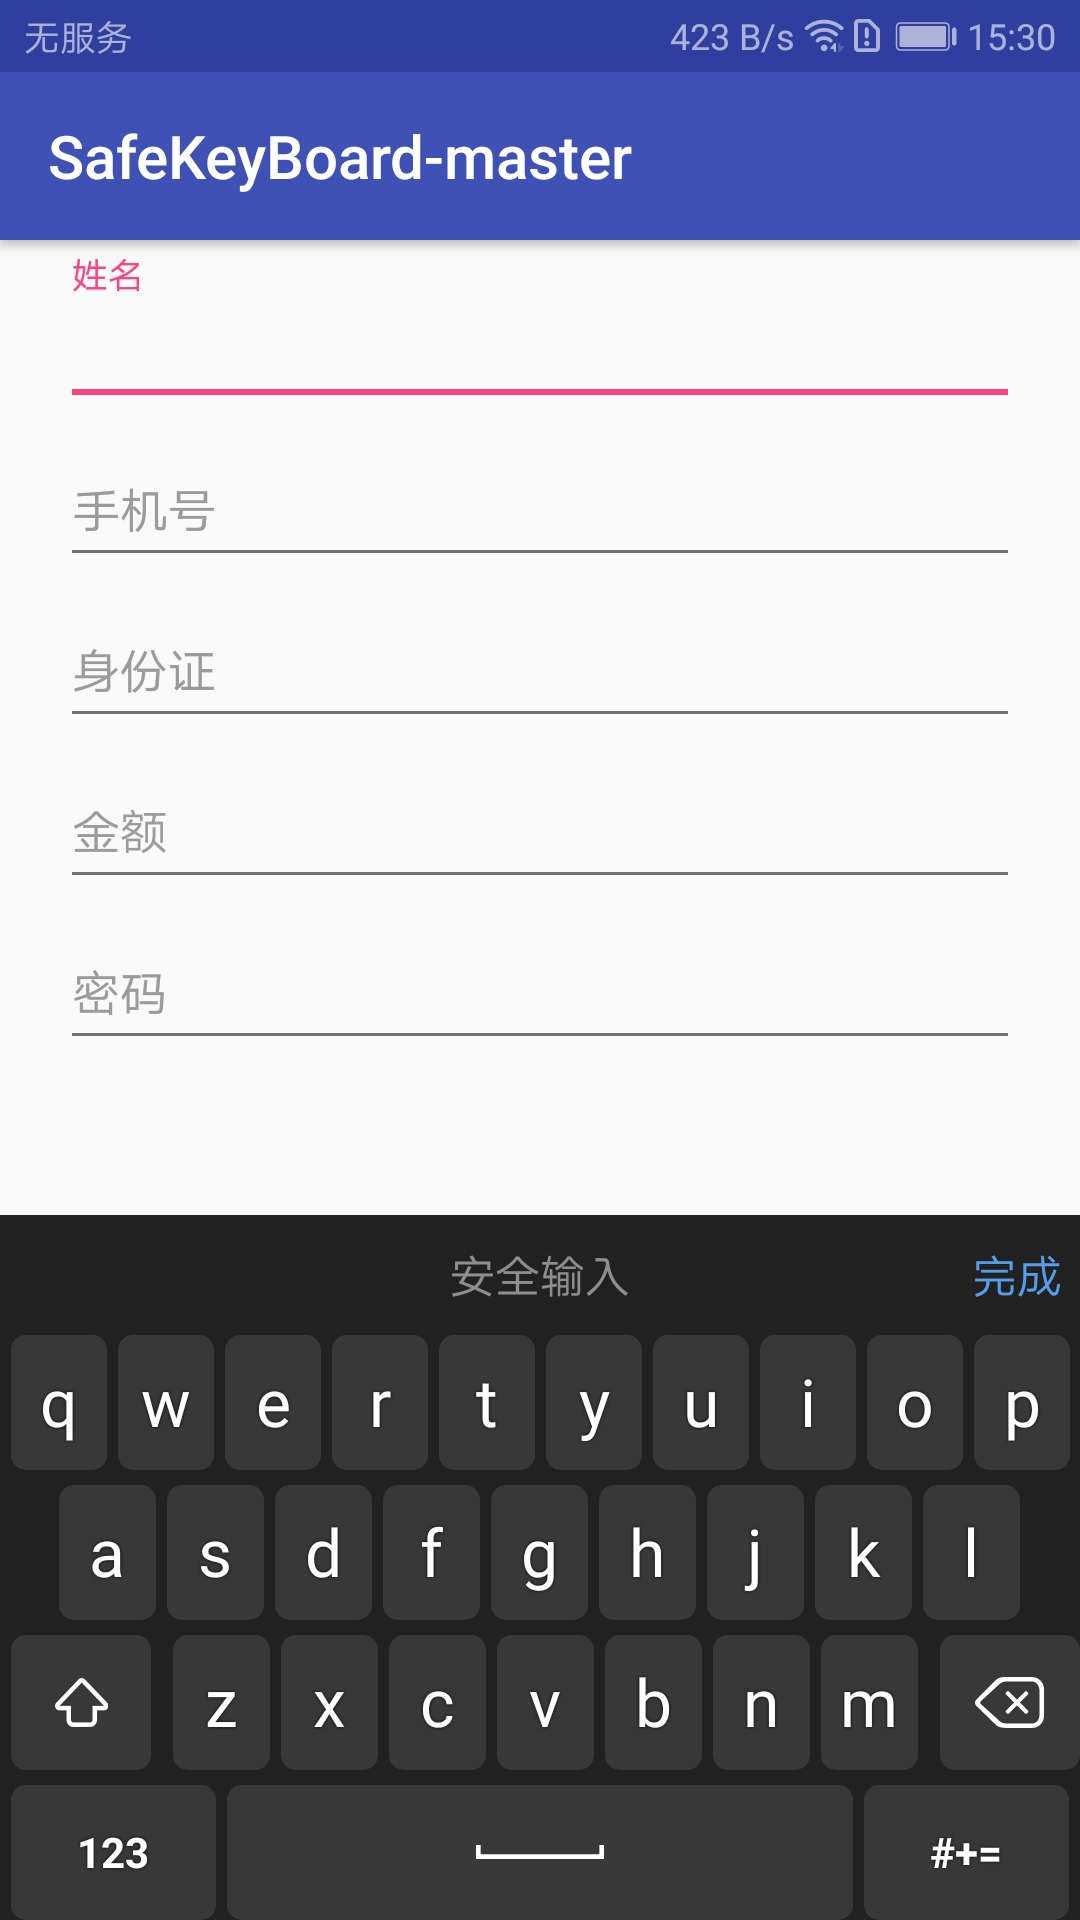 无服务 423 B/s 15:30
SafeKeyBoard-master
姓名
手机号
身份证
金额
密码
安全输入 完成
q w e r t y u i o p
a s d f g h j k l
z x c v b n m
123 #+=